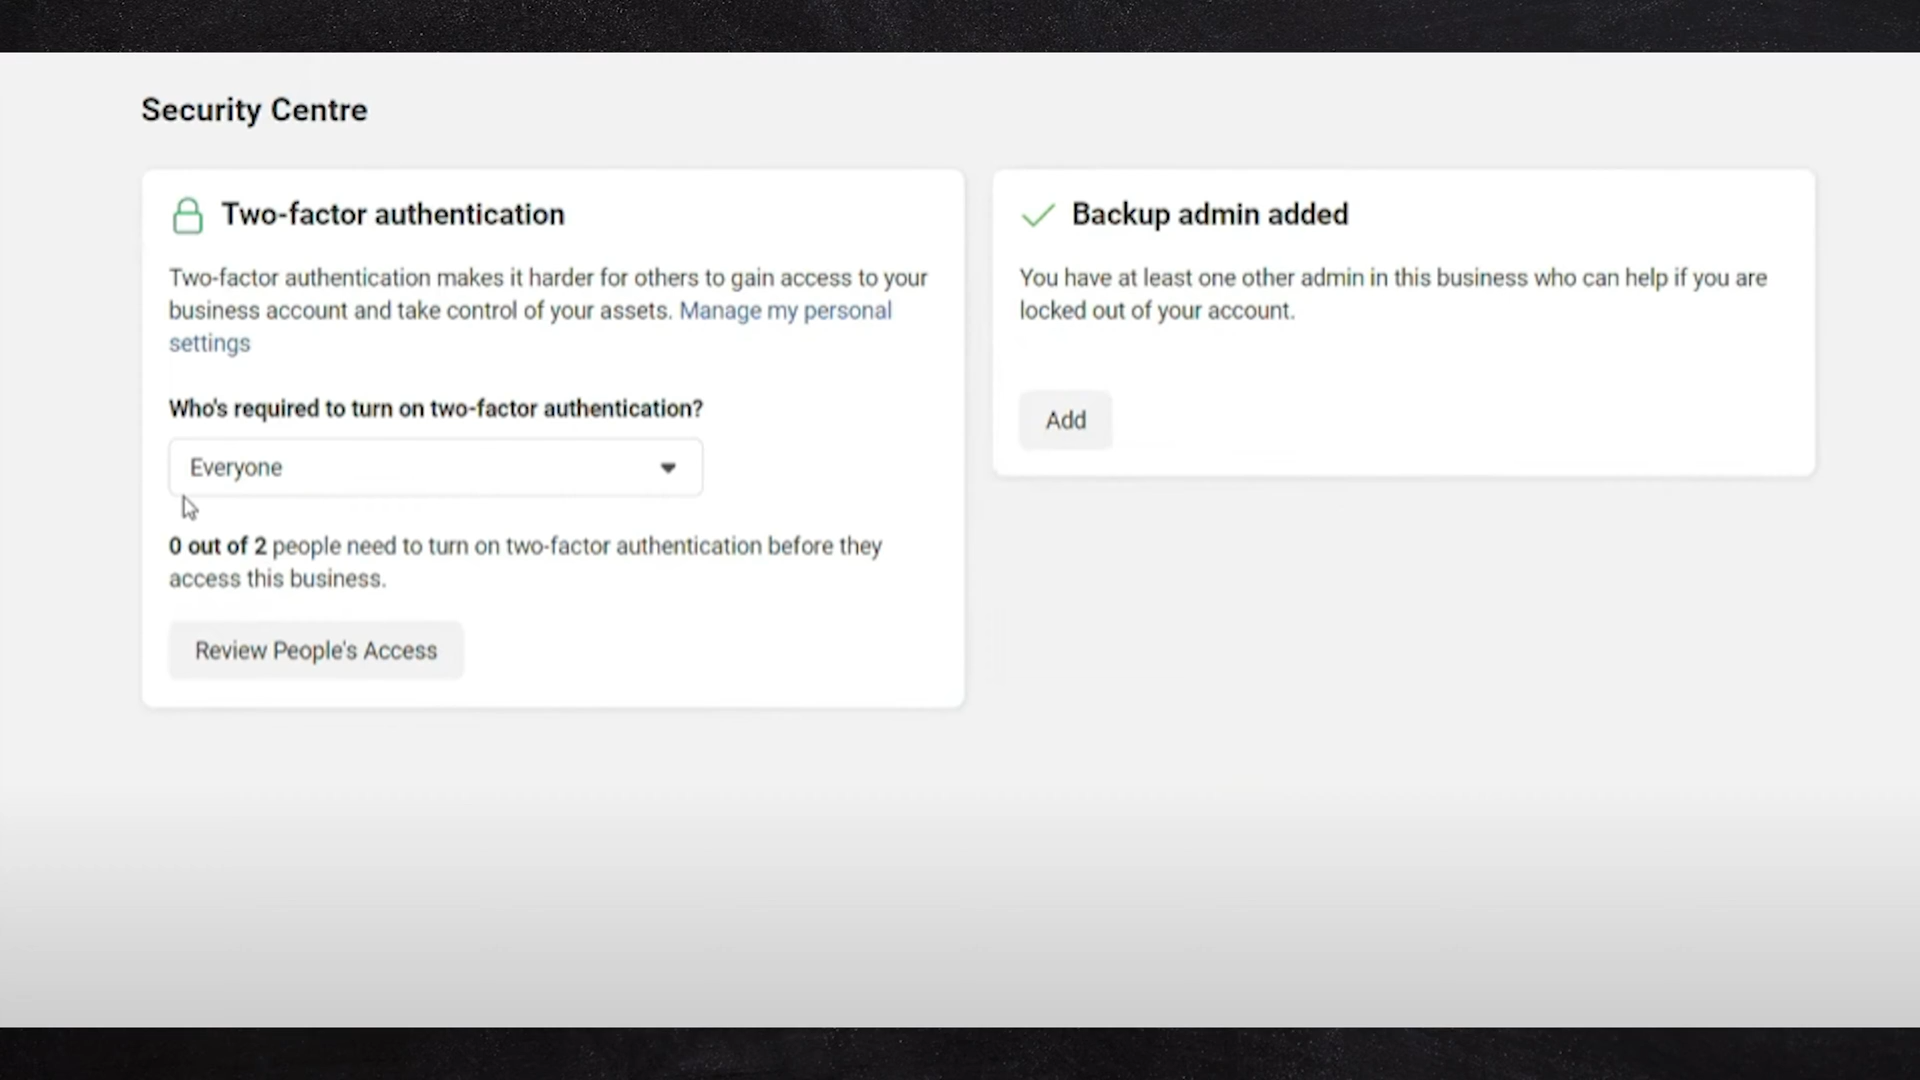 Security Centre
Two-factor authentication
Two-factor authentication makes it harder for others to gain access to your
business account and take control of your assets. Manage my personal
settings
Who's required to turn on two-factor authentication?
Everyone
0 out of 2 people need to turn on two-factor authentication before they
access this business.
Review People's Access
Backup admin added
You have at least one other admin in this business who can help if you are
locked out of your account.
Add